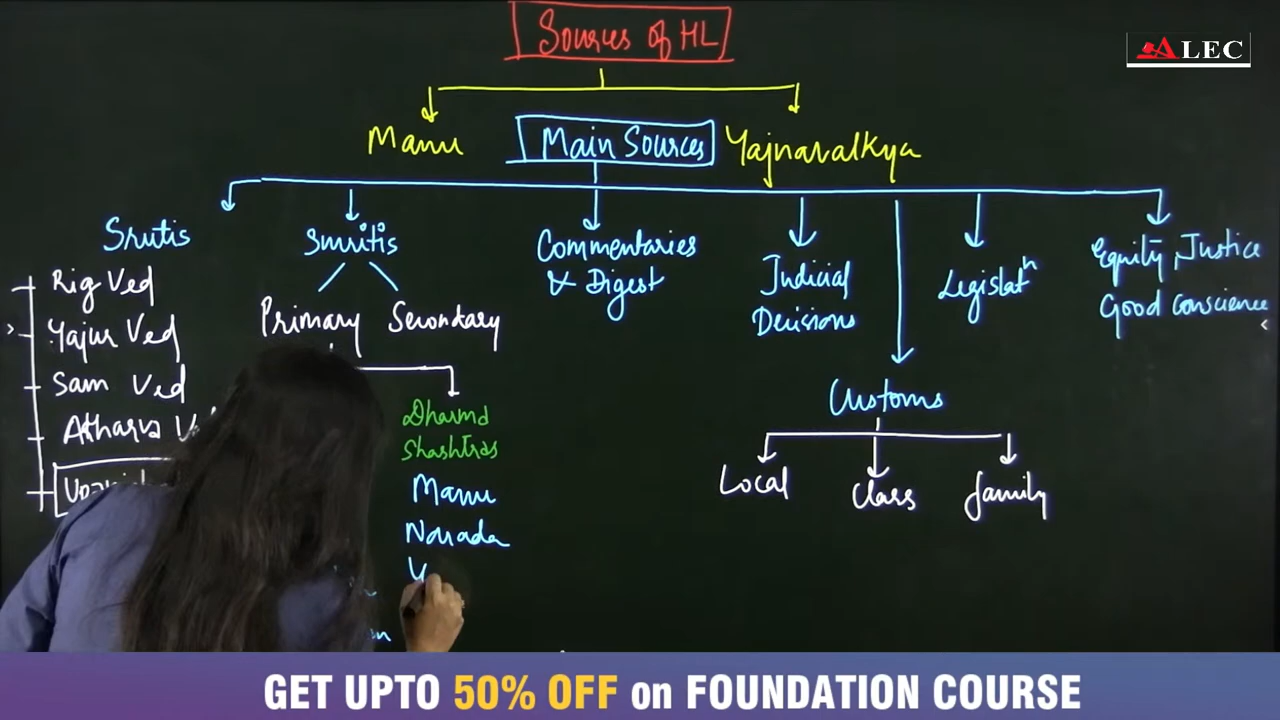 Sources of HL
ALEC
Manu
Main Sources
Yajnavalkya
Srutis
Smritis
Commentaries
& Digest
Judicial
Decisions
Legislatn
Equity, Justice
Good conscience
Rig Ved
Yajur Ved
Sam Ved
Atharva
Primary
Secondary
Dharma
Shashtras
Manu
Narada
Customs
Local
Class
family
GET UPTO 50% OFF on FOUNDATION COURSE